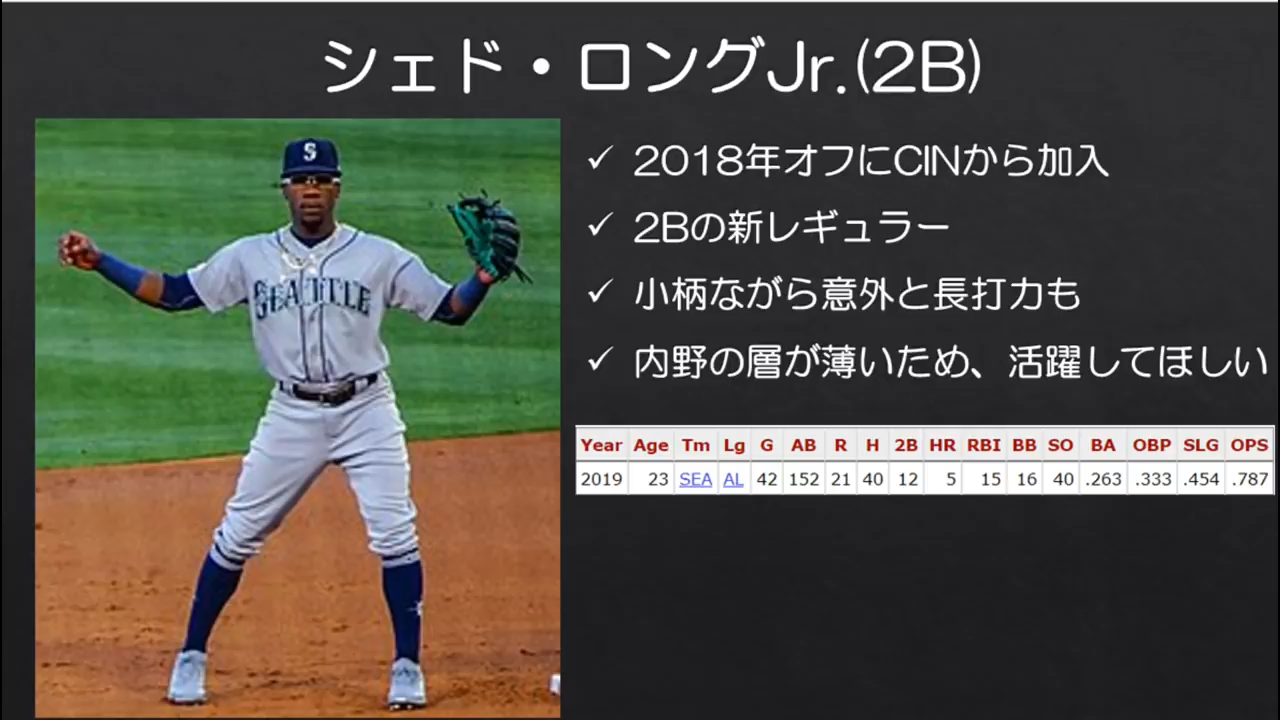 シェド・ロングJr.(2B)
✓ 2018年オフにCINから加入
✓ 2Bの新レギュラー
✓ 小柄ながら意外と長打力も
✓ 内野の層が薄いため、活躍してほしい
S
SEATTLE
Year Age Tm Lg G AB R H 2B HR RBI BB SO BA OBP SLG OPS
2019 23 SEA AL 42 152 21 40 12 5 15 16 40 .263 .333 .454 .787